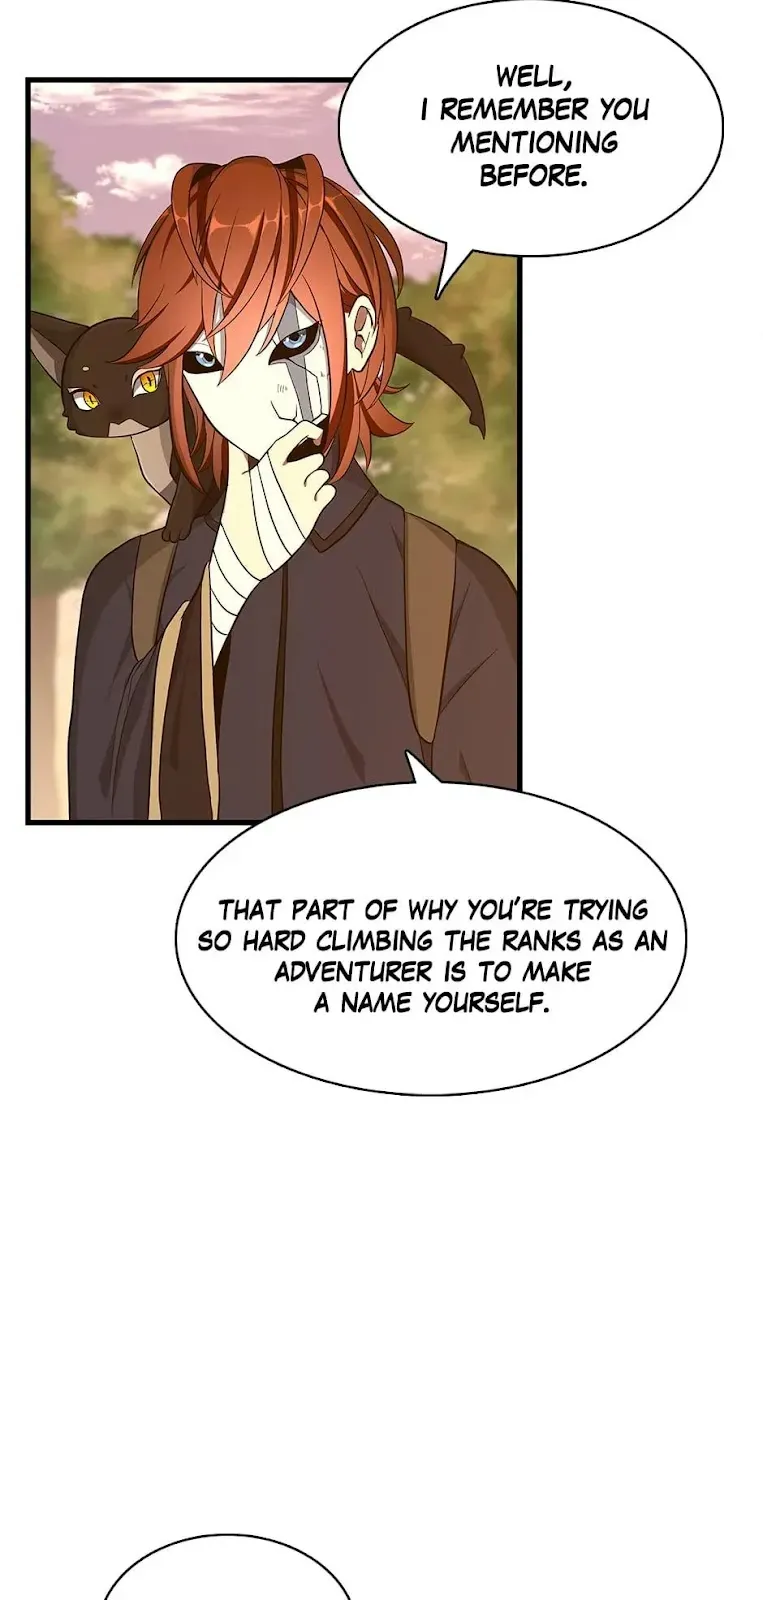 WELL,
I REMEMBER YOU
MENTIONING
BEFORE.
THAT PART OF WHY YOU'RE TRYING
SO HARD CLIMBING THE RANKS AS AN
ADVENTURER IS TO MAKE
A NAME YOURSELF.